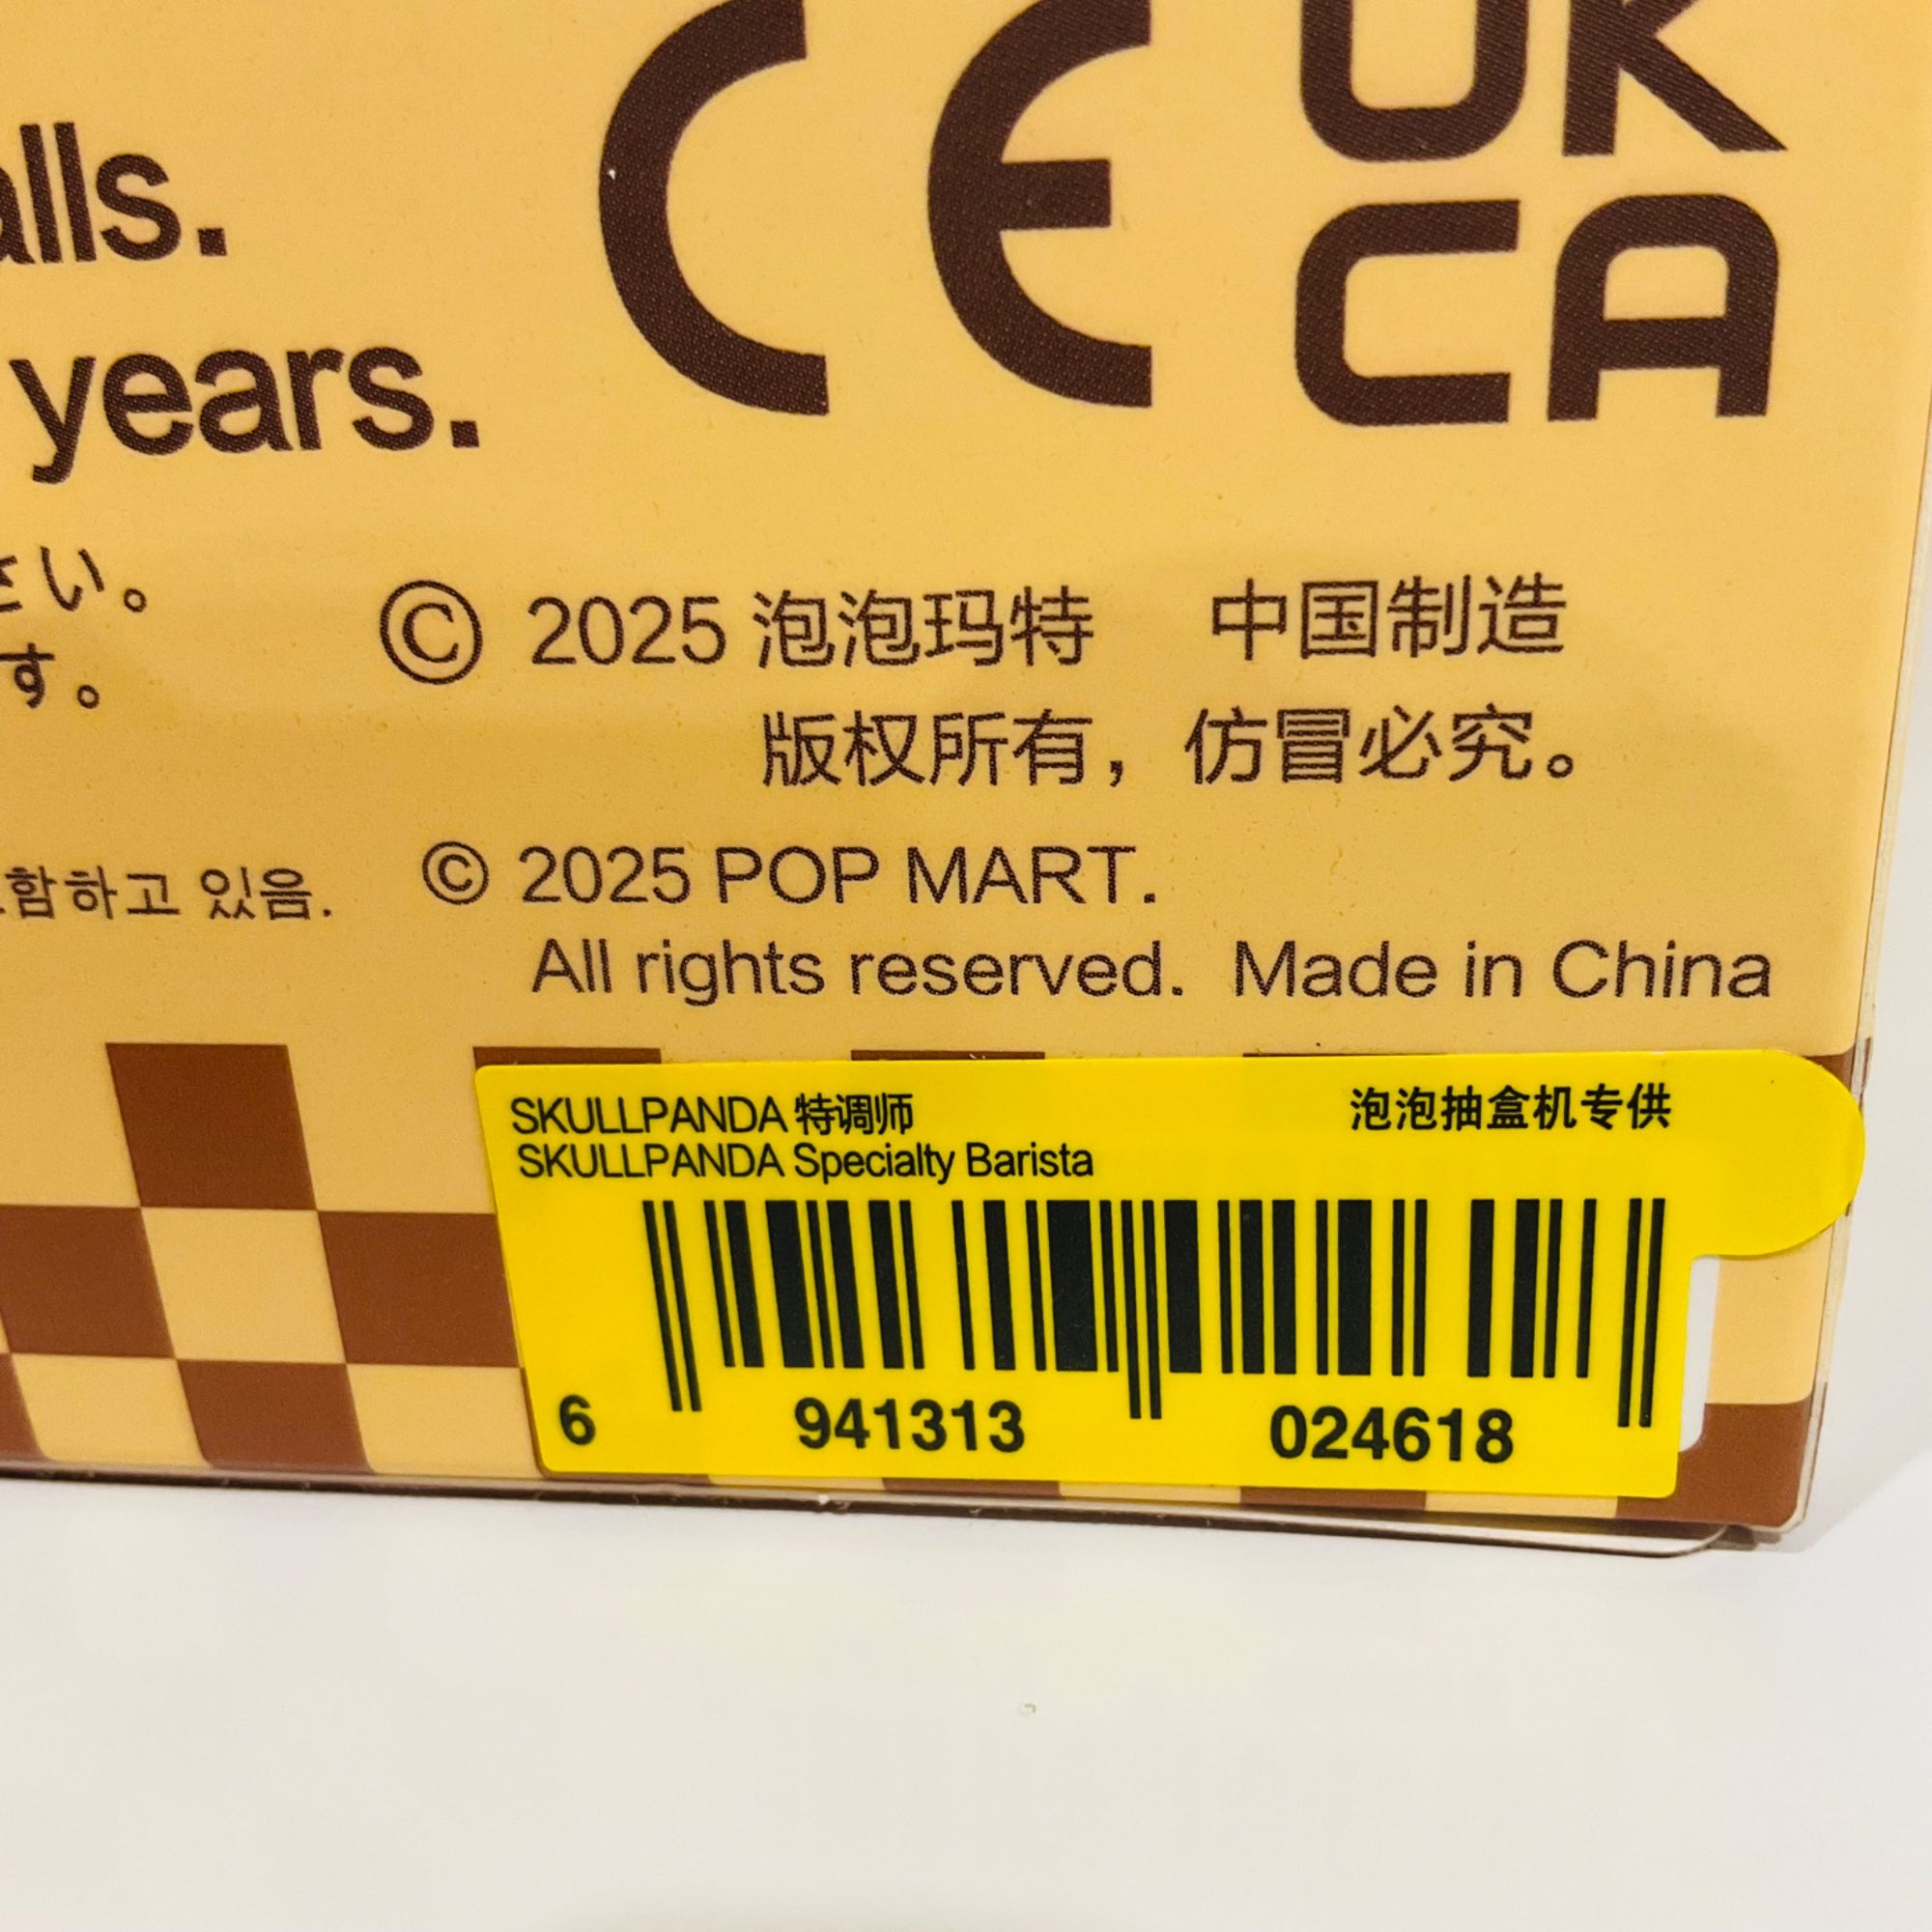 CE
UK
CA
alls.
years.
さい。
す。
© 2025 泡泡玛特 中国制造
版权所有，仿冒必究。
함하고 있음.
© 2025 POP MART.
All rights reserved. Made in China
SKULLPANDA 特调师
泡泡抽盒机专供
SKULLPANDA Specialty Barista
6 941313 024618